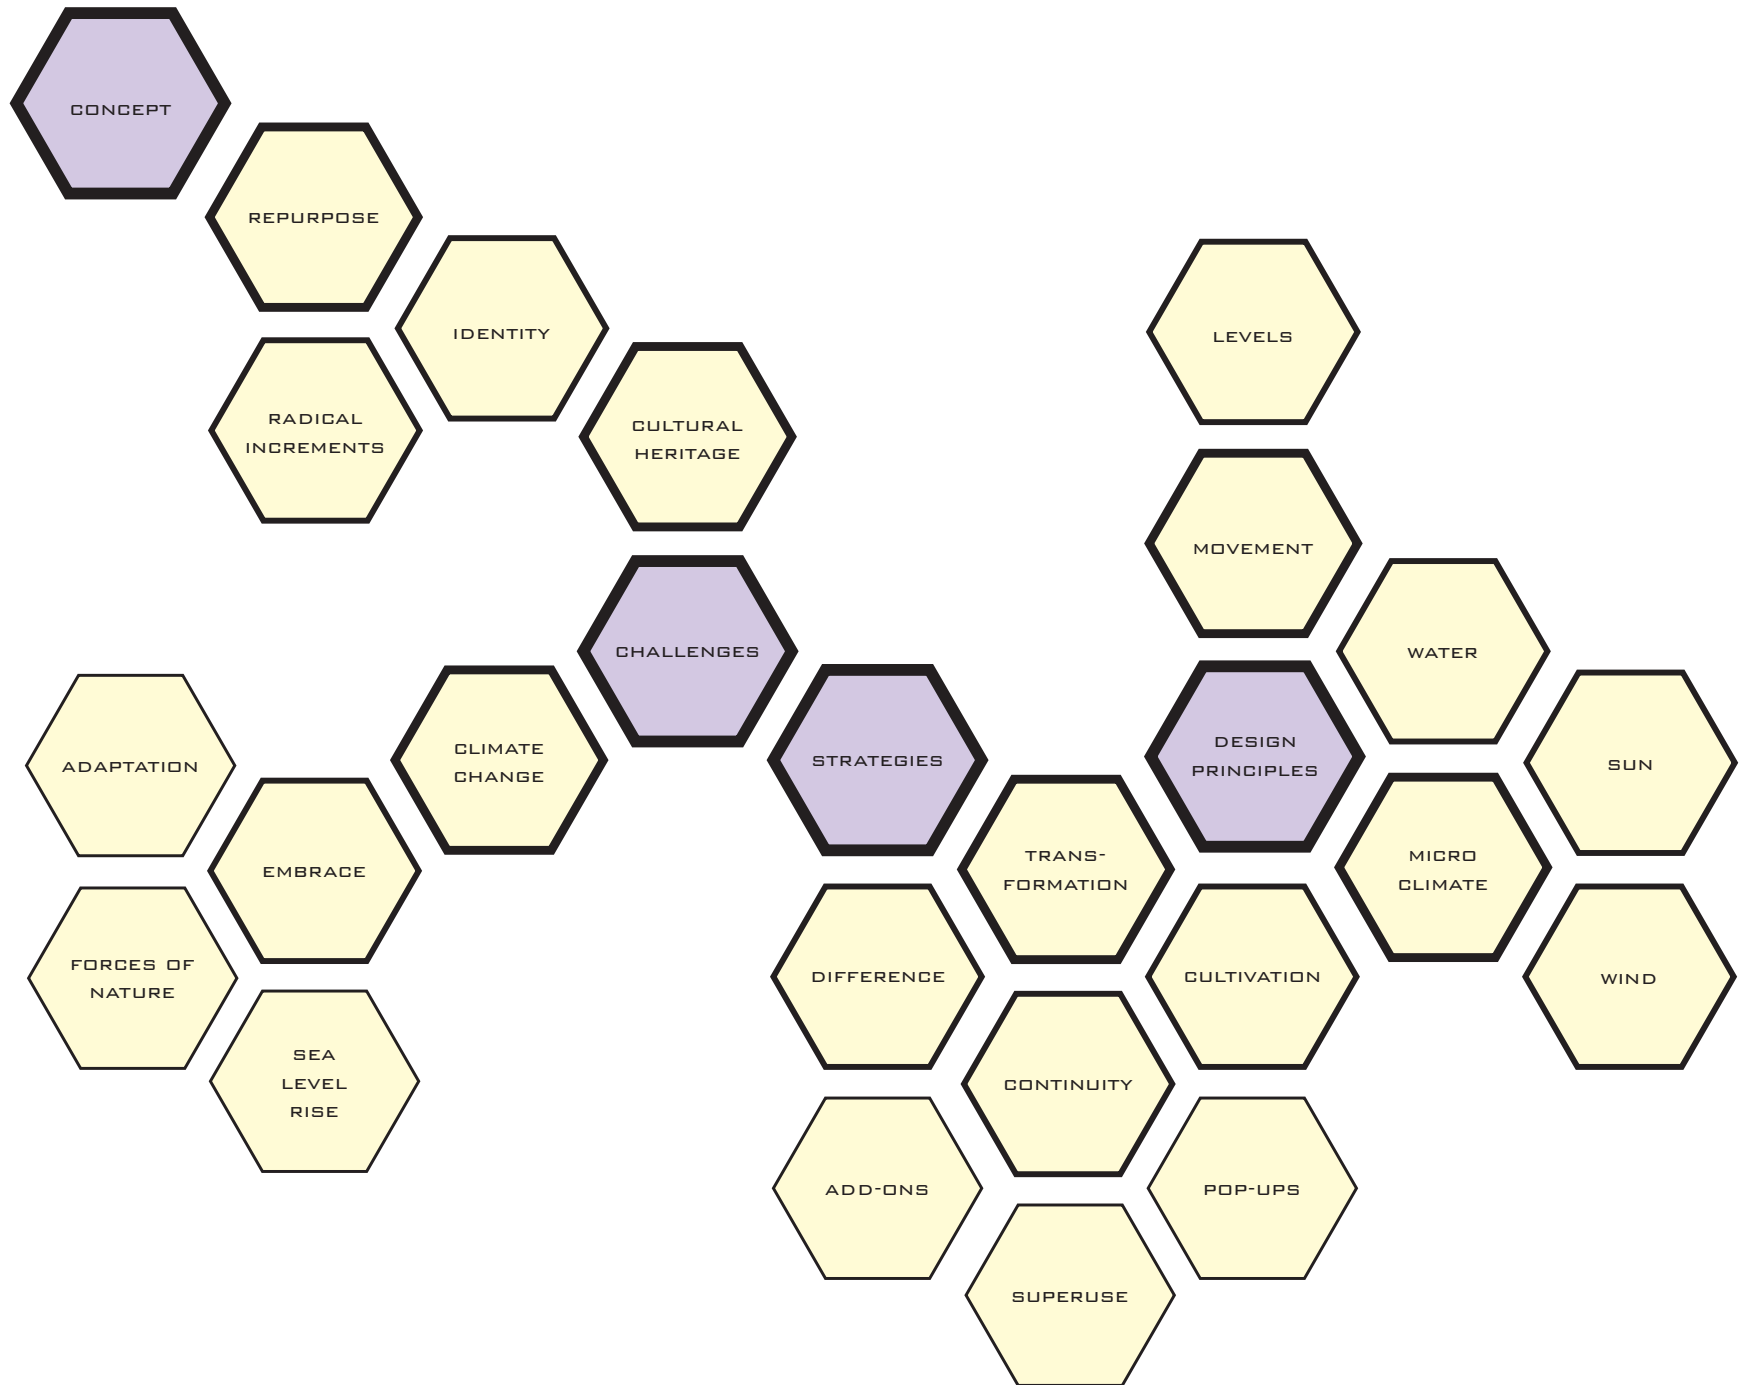 CONCEPT
REPURPOSE
IDENTITY
RADICAL
INCREMENTS
CULTURAL
HERITAGE
LEVELS
MOVEMENT
CHALLENGES
WATER
CLIMATE
CHANGE
STRATEGIES
DESIGN
PRINCIPLES
SUN
ADAPTATION
EMBRACE
TRANS-
FORMATION
MICRO
CLIMATE
FORCES OF
NATURE
DIFFERENCE
CULTIVATION
WIND
SEA
LEVEL
RISE
CONTINUITY
ADD-ONS
POP-UPS
SUPERUSE